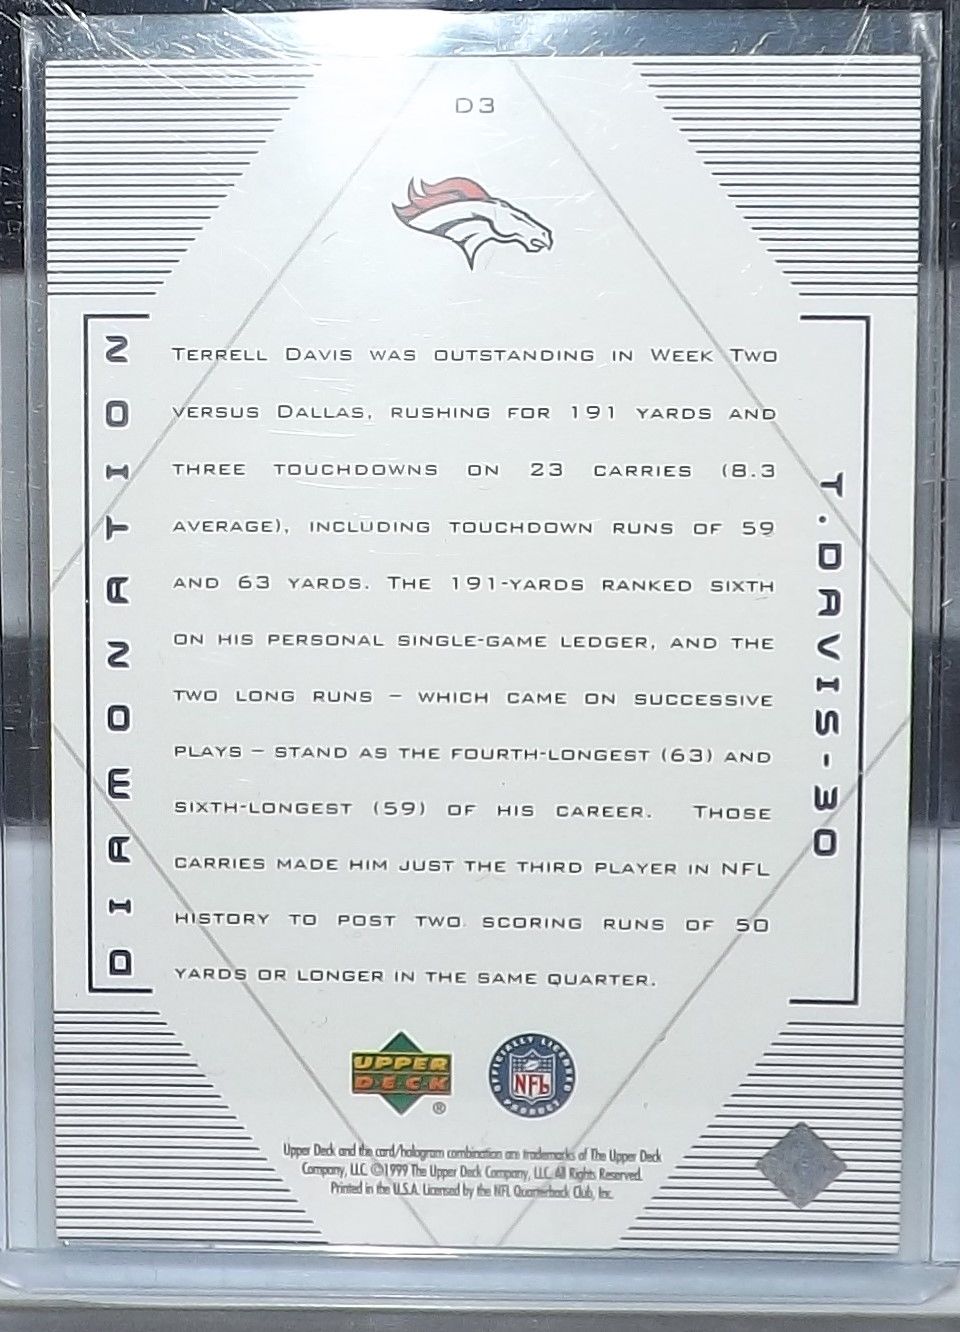 D3
DIAMONATION
TERRELL DAVIS WAS OUTSTANDING IN WEEK TWO
VERSUS DALLAS, RUSHING FOR 191 YARDS AND
THREE TOUCHDOWNS ON 23 CARRIES (8.3
AVERAGE), INCLUDING TOUCHDOWN RUNS OF 59
AND 63 YARDS. THE 191-YARDS RANKED SIXTH
ON HIS PERSONAL SINGLE-GAME LEDGER, AND THE
TWO LONG RUNS – WHICH CAME ON SUCCESSIVE
PLAYS – STAND AS THE FOURTH-LONGEST (63) AND
SIXTH-LONGEST (59) OF HIS CAREER. THOSE
CARRIES MADE HIM JUST THE THIRD PLAYER IN NFL
HISTORY TO POST TWO SCORING RUNS OF 50
YARDS OR LONGER IN THE SAME QUARTER.
T.DAVIS-30
UPPER
DECK
®
OFFICIALLY LICENSED
NFL
PRODUCT
Upper Deck and the card/hologram combination are trademarks of The Upper Deck
Company, LLC. ©1999 The Upper Deck Company, LLC. All Rights Reserved.
Printed in the U.S.A. Licensed by the NFL Quarterback Club, Inc.